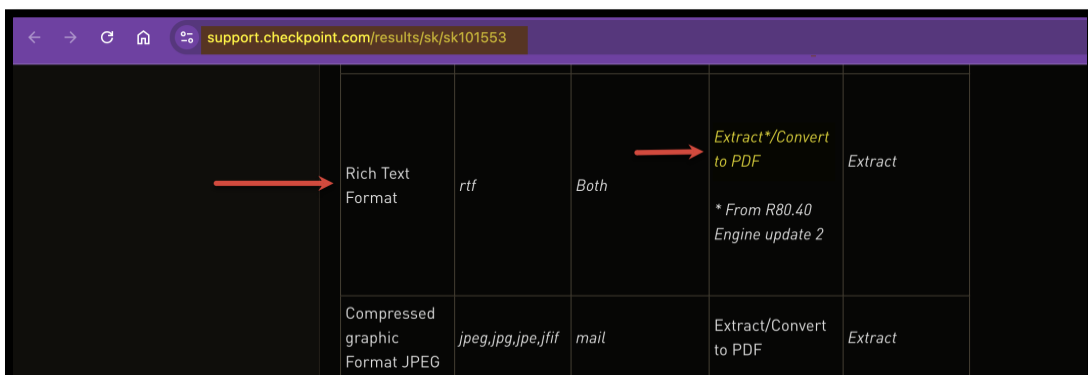 support.checkpoint.com/results/sk/sk101553
Rich Text
Format
rtf
Both
Extract*/Convert
to PDF
* From R80.40
Engine update 2
Extract
Compressed
graphic
Format JPEG
jpeg,jpg,jpe,jfif
mail
Extract/Convert
to PDF
Extract